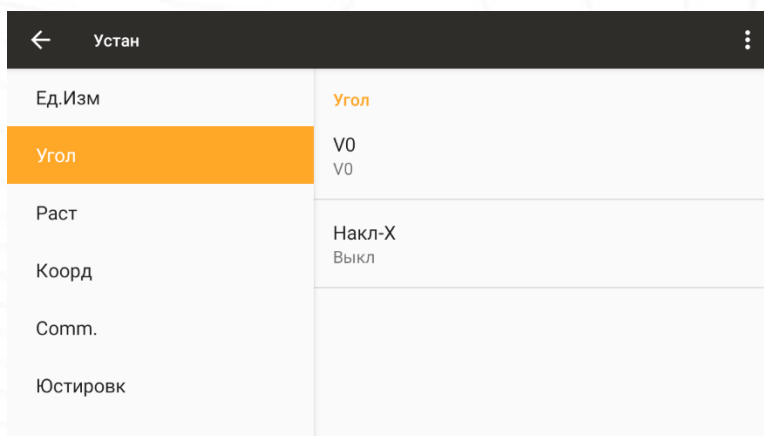 Устан
Ед.Изм
Угол
Раст
Коорд
Comm.
Юстировк
Угол
V0
V0
Накл-X
Выкл